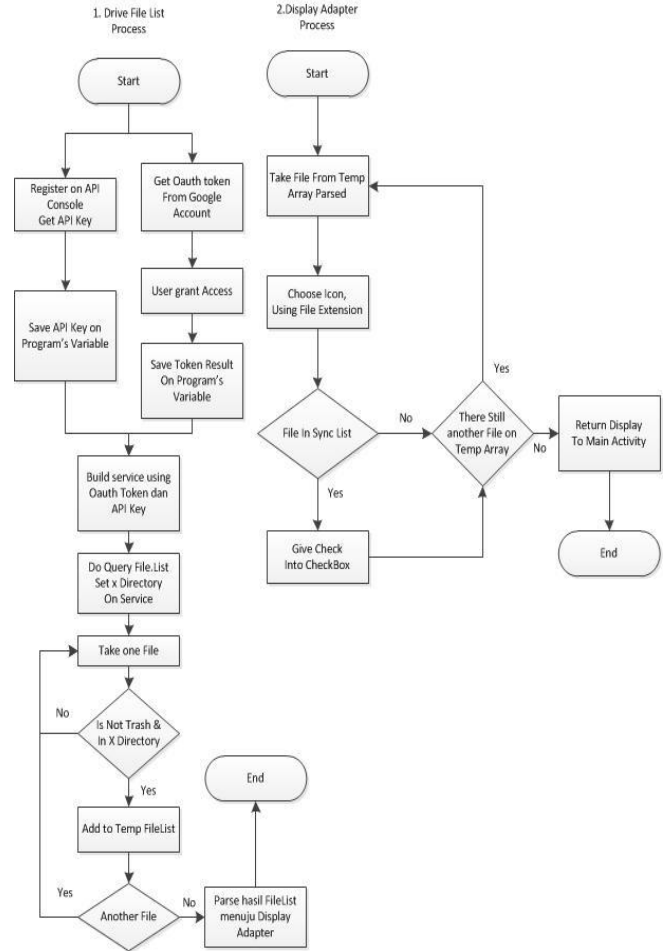 1. Drive File List
Process
Start
Register on API
Console
Get API Key
Get Oauth token
From Google
Account
User grant Access
Save API Key on
Program's Variable
Save Token Result
On Program's
Variable
Build service using
Oauth Token dan
API Key
Do Query File.List
Set x Directory
On Service
Take one File
No
Is Not Trash &
In X Directory
Yes
Add to Temp FileList
Yes
Another File
No
Parse hasil FileList
menuju Display
Adapter
End
2.Display Adapter
Process
Start
Take File From Temp
Array Parsed
Choose Icon,
Using File Extension
File In Sync List
No
Yes
Give Check
Into CheckBox
There Still
another File on
Temp Array
Yes
No
Return Display
To Main Activity
End